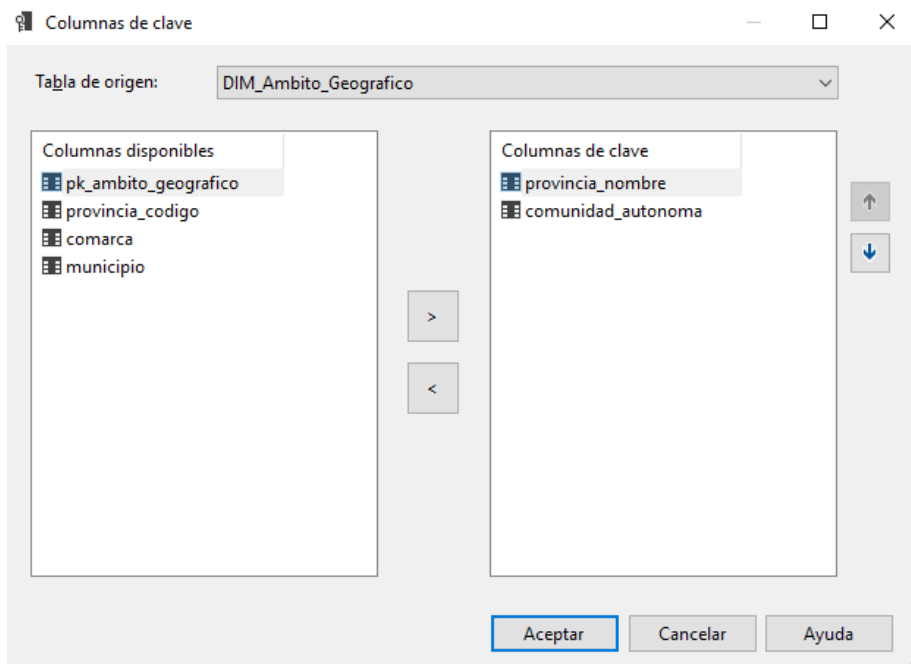 Columnas de clave
Tabla de origen: DIM_Ambito_Geografico
Columnas disponibles
pk_ambito_geografico
provincia_codigo
comarca
municipio
>
<
Columnas de clave
provincia_nombre
comunidad_autonoma
Aceptar Cancelar Ayuda